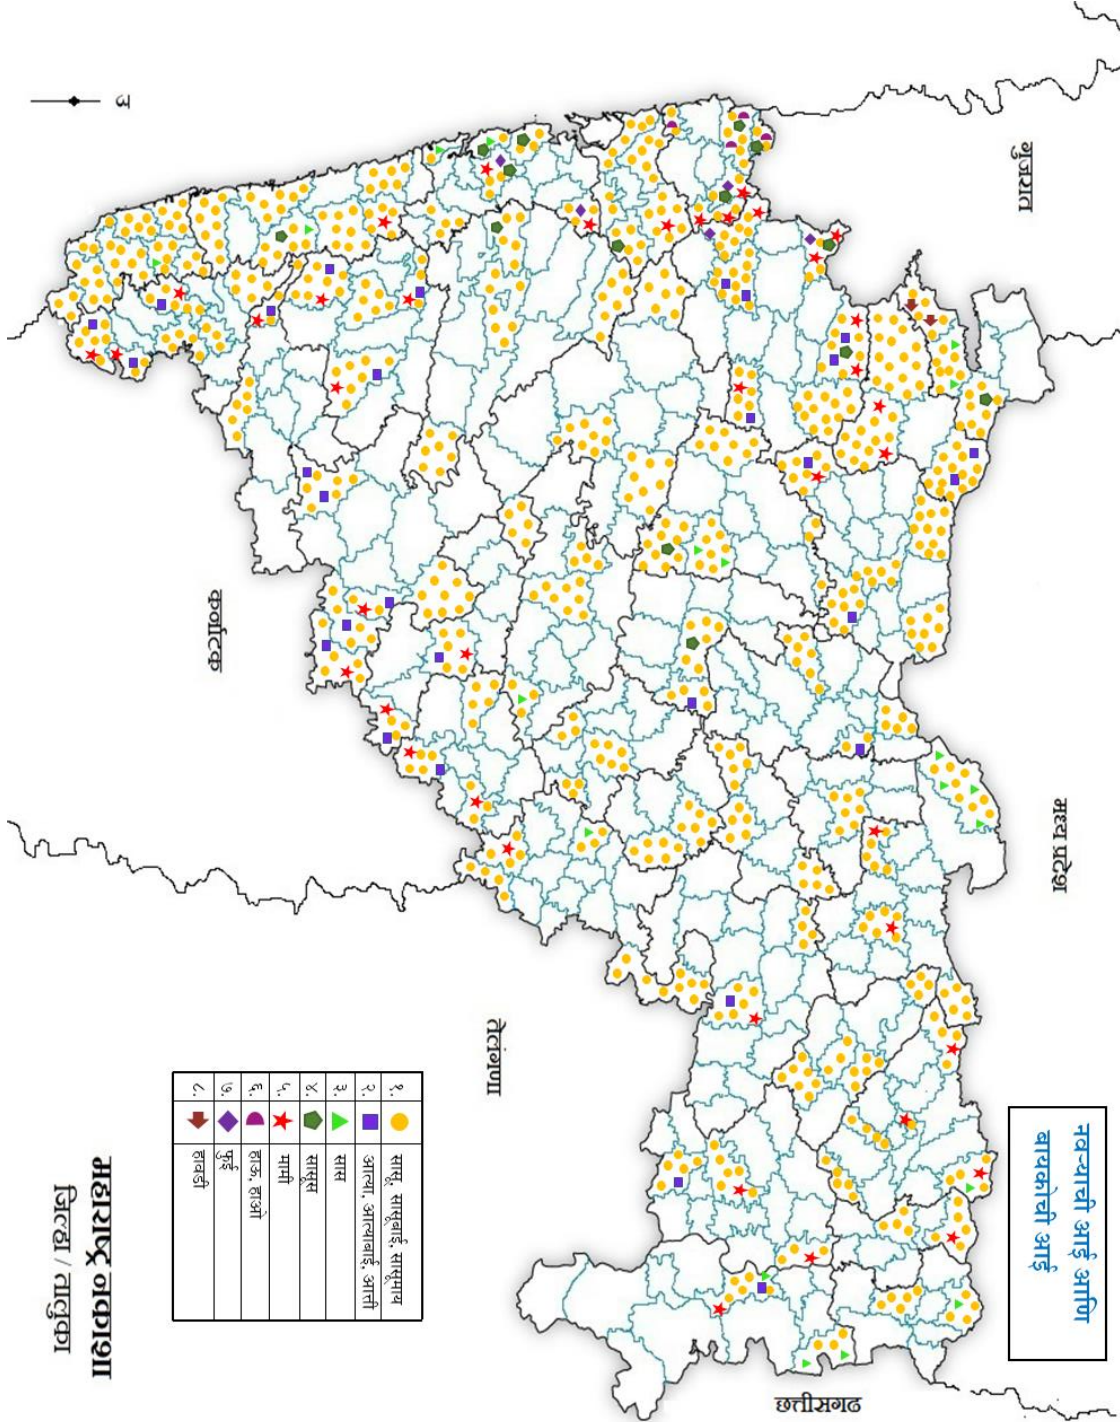 नवऱ्याची आई आणि
बायकोची आई
गुजरात
मध्य प्रदेश
छत्तीसगढ
तेलंगणा
कर्नाटक
उ
१. सासू, सासूबाई, सासूमाय
२. आत्या, आत्याबाई, आत्ती
३. सास
४. सासूस
५. मामी
६. हाऊ, हाओ
७. फुई
८. हावडी
महाराष्ट्र नकाशा
जिल्हा / तालुका